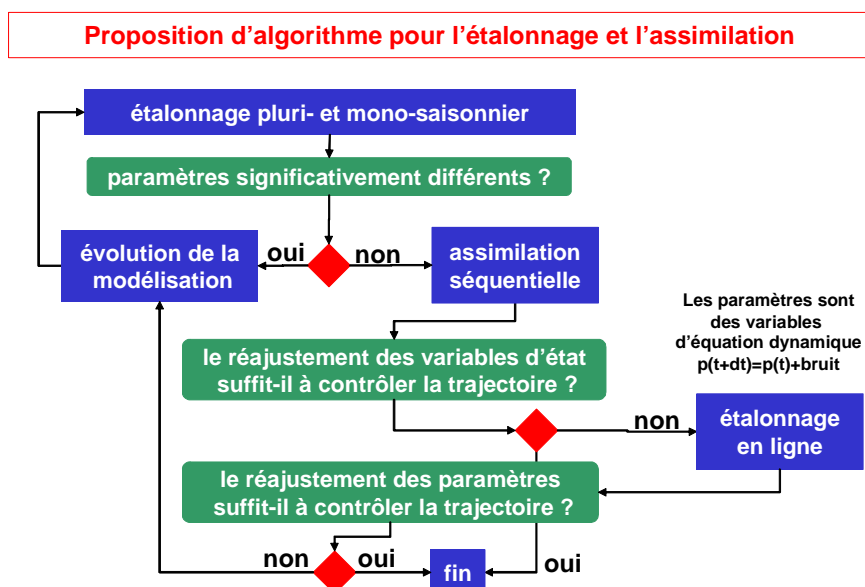 Proposition d'algorithme pour l'étalonnage et l'assimilation
étalonnage pluri- et mono-saisonnier
paramètres significativement différents ?
évolution de la
modélisation
oui
non
assimilation
séquentielle
Les paramètres sont
des variables
d'équation dynamique
p(t+dt)=p(t)+bruit
le réajustement des variables d'état
suffit-il à contrôler la trajectoire ?
non
étalonnage
en ligne
le réajustement des paramètres
suffit-il à contrôler la trajectoire ?
non
oui
fin
oui